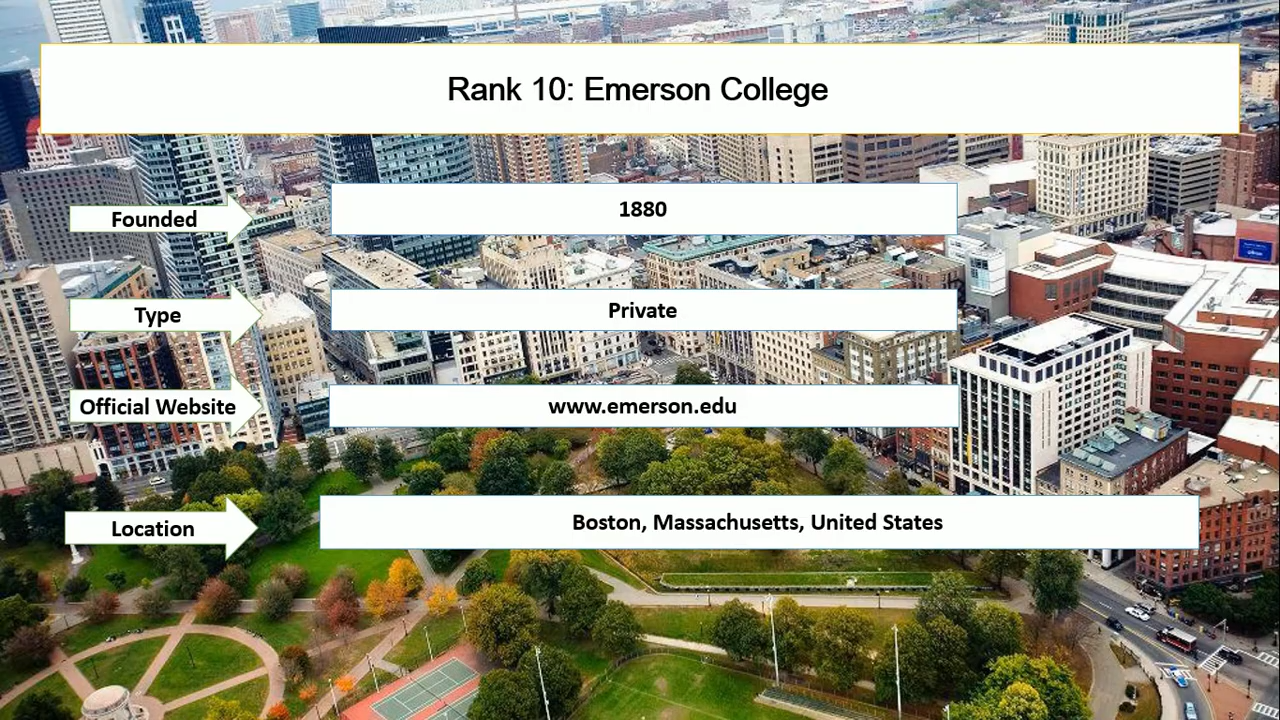 Rank 10: Emerson College
Founded
1880
Type
Private
Official Website
www.emerson.edu
Location
Boston, Massachusetts, United States